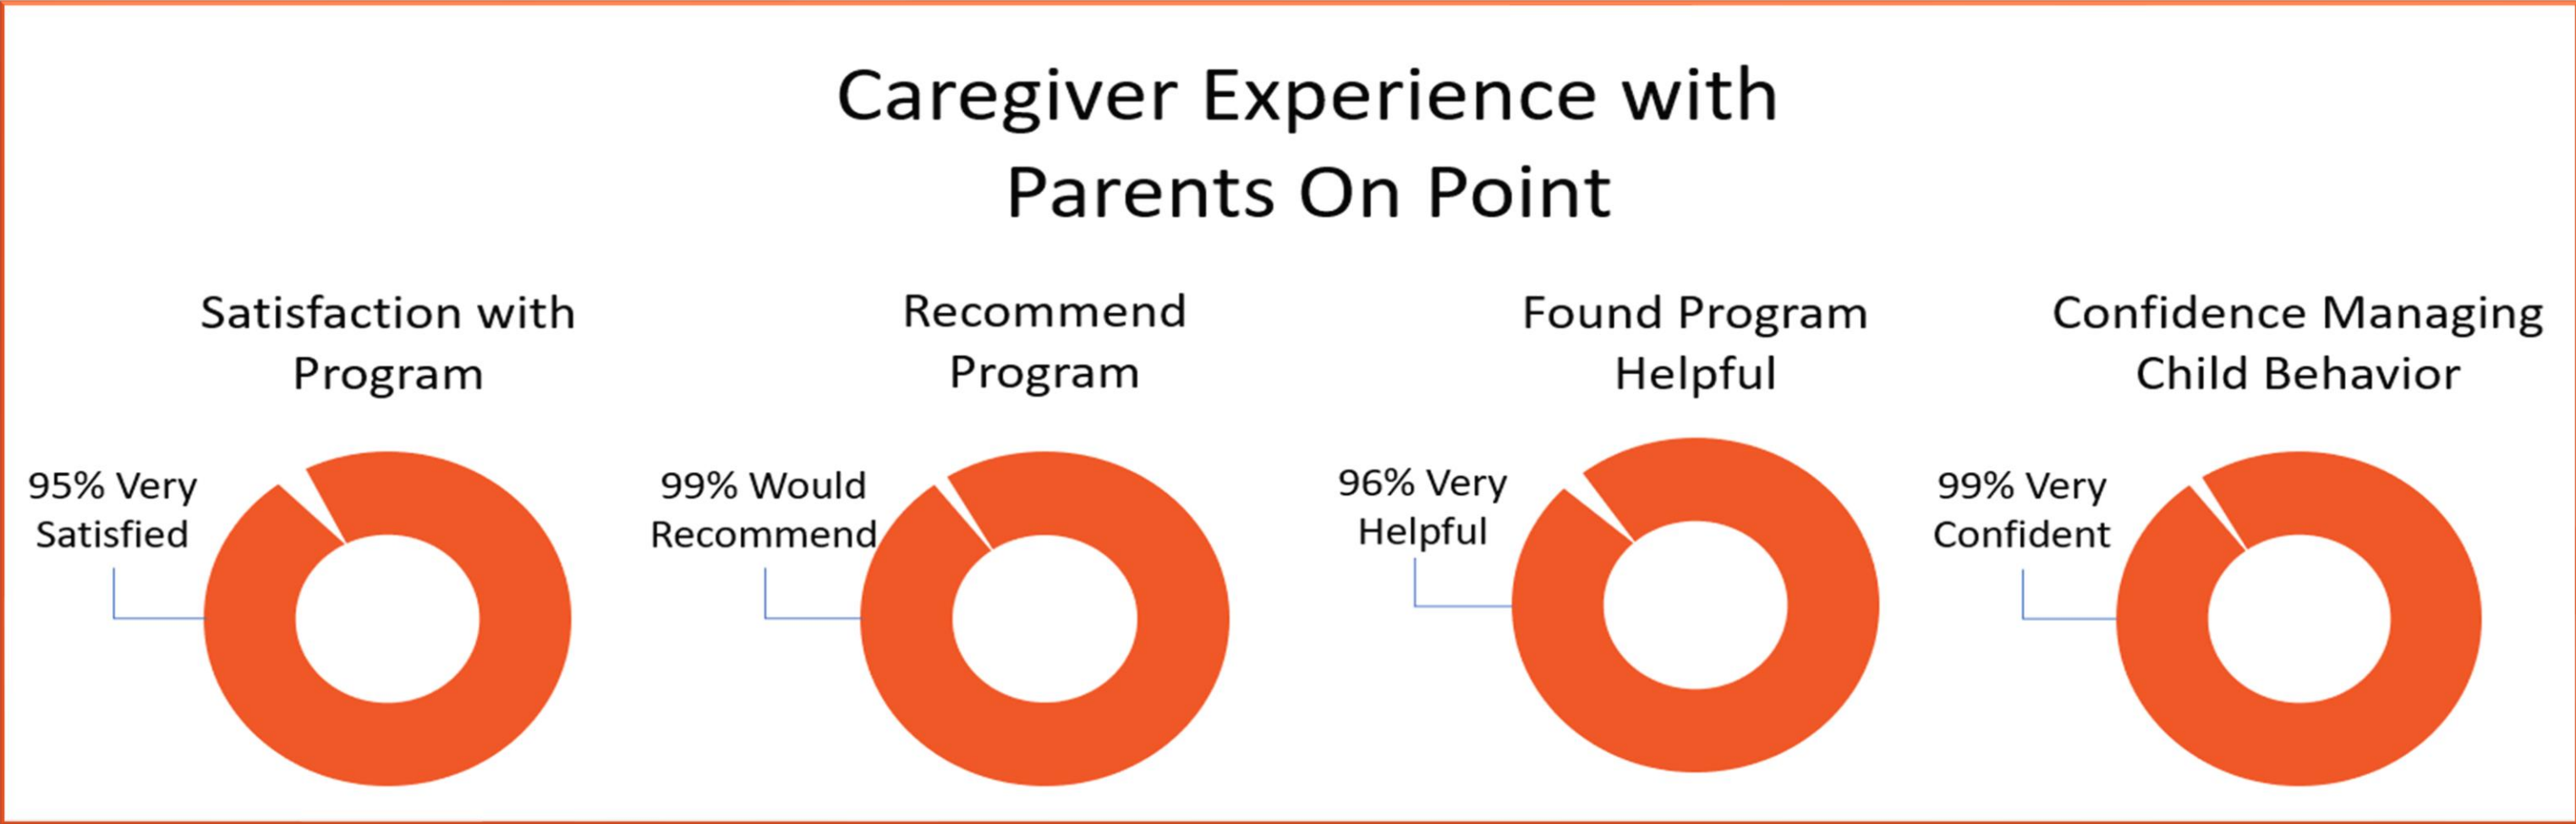 Caregiver Experience with
Parents On Point
Satisfaction with
Program
95% Very
Satisfied
Recommend
Program
99% Would
Recommend
Found Program
Helpful
96% Very
Helpful
Confidence Managing
Child Behavior
99% Very
Confident